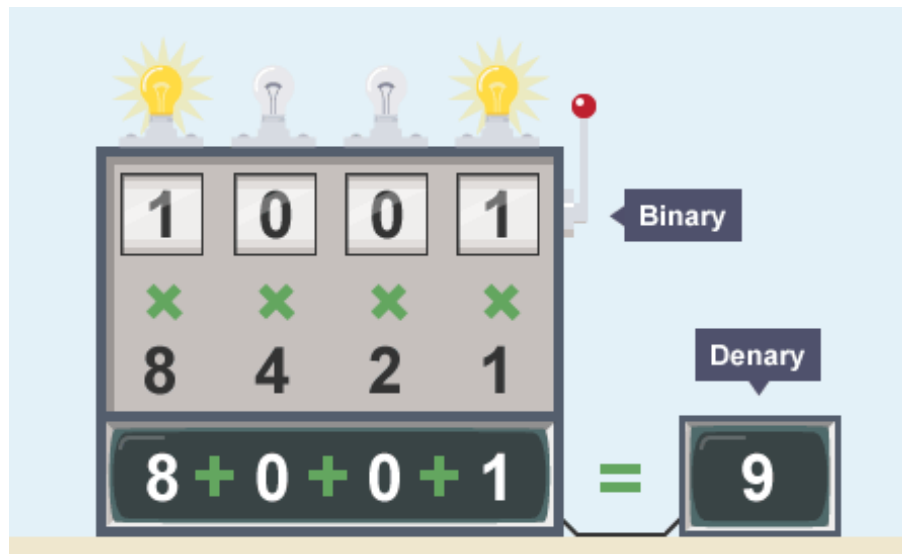 1 0 0 1
Binary
× × × ×
8 4 2 1
Denary
8 + 0 + 0 + 1 = 9